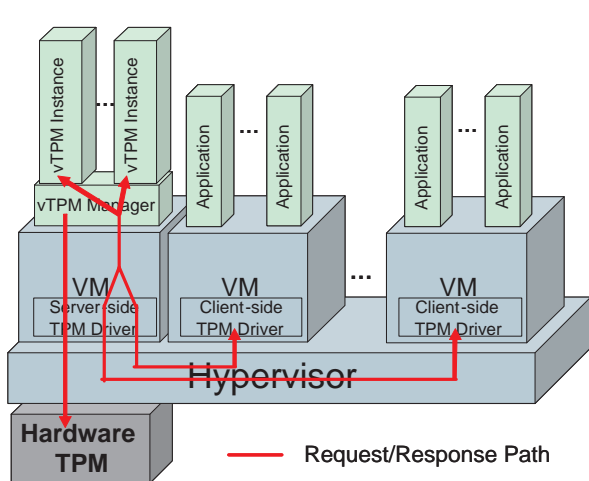 vTPM Instance
...
vTPM Instance
vTPM Manager
Application
...
Application
Application
...
Application
VM
Server-side
TPM Driver
VM
Client-side
TPM Driver
...
VM
Client-side
TPM Driver
Hypervisor
Hardware
TPM
Request/Response Path